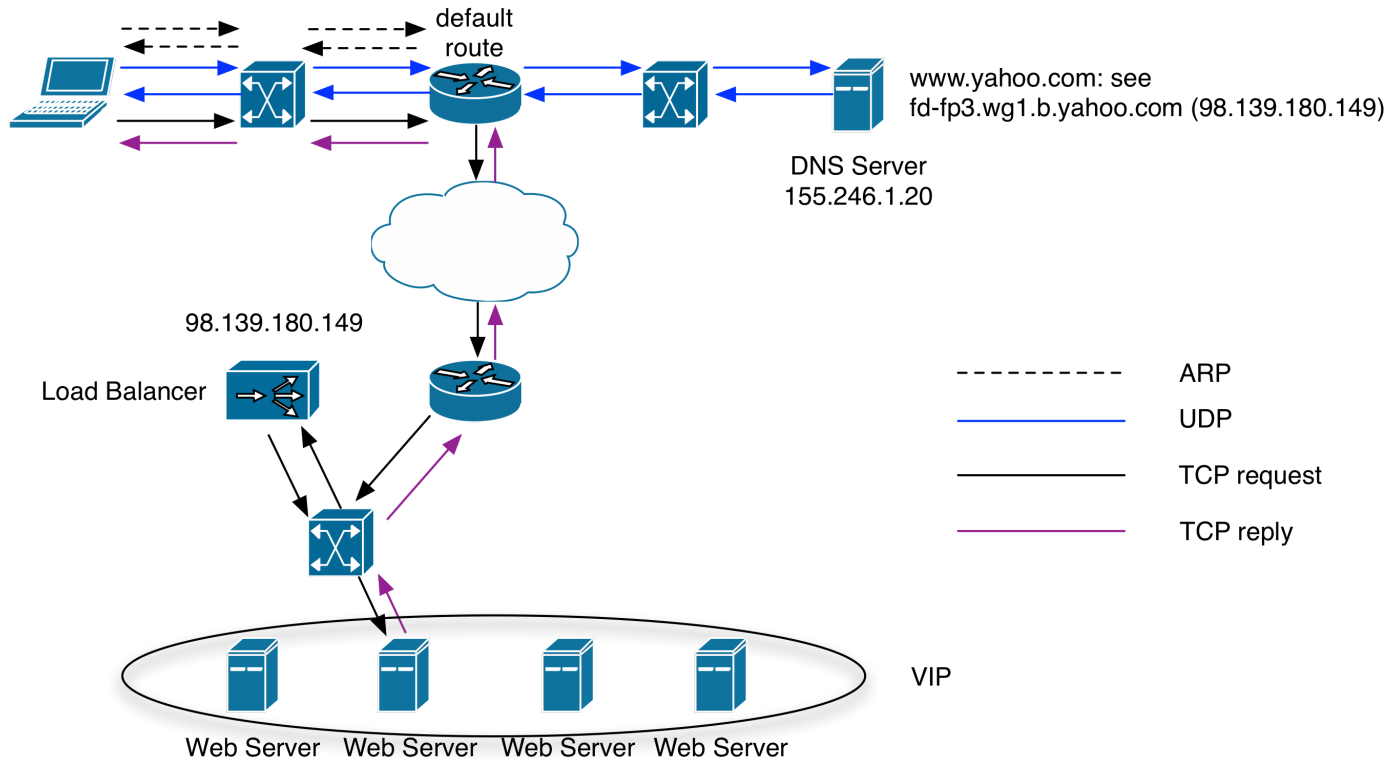 default
route
www.yahoo.com: see
fd-fp3.wg1.b.yahoo.com (98.139.180.149)
DNS Server
155.246.1.20
98.139.180.149
Load Balancer
ARP
UDP
TCP request
TCP reply
VIP
Web Server
Web Server
Web Server
Web Server